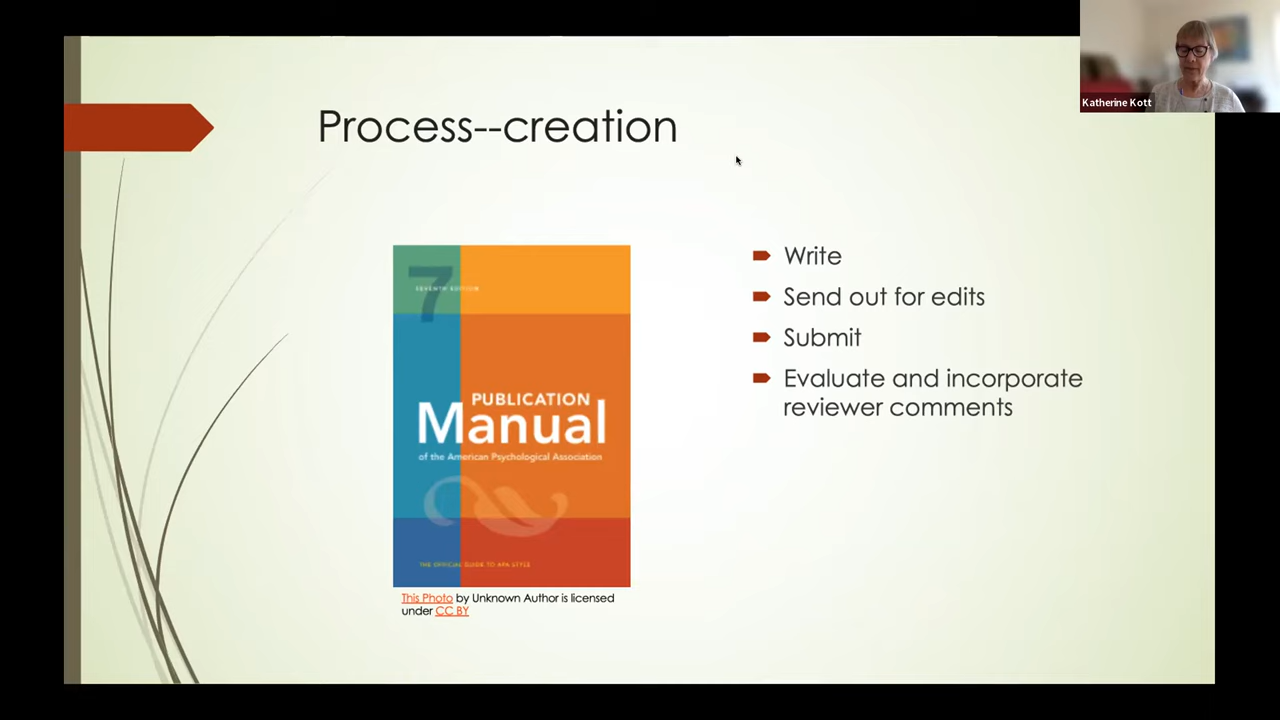 Katherine Kott
Process--creation
7
SEVENTH EDITION
PUBLICATION
Manual
of the American Psychological Association
THE OFFICIAL GUIDE TO APA STYLE
This Photo by Unknown Author is licensed
under CC BY
Write
Send out for edits
Submit
Evaluate and incorporate
reviewer comments